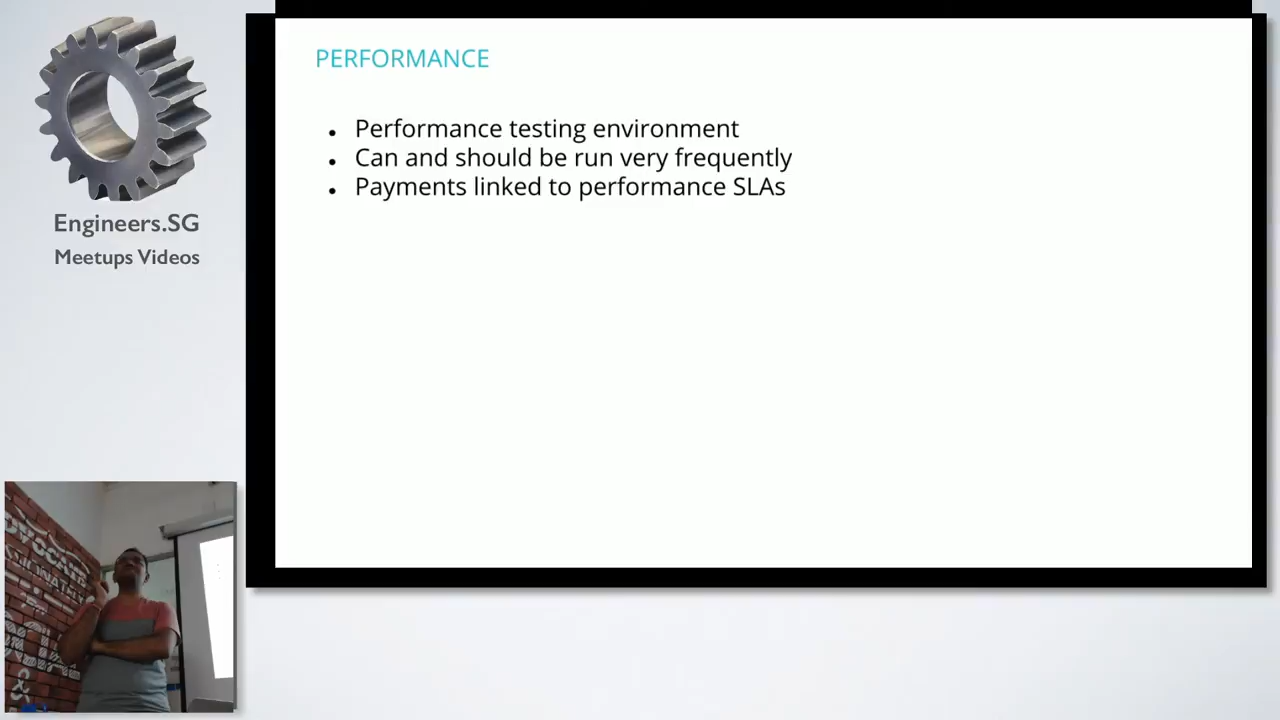 Engineers.SG
Meetups Videos
PERFORMANCE
• Performance testing environment
• Can and should be run very frequently
• Payments linked to performance SLAs
&